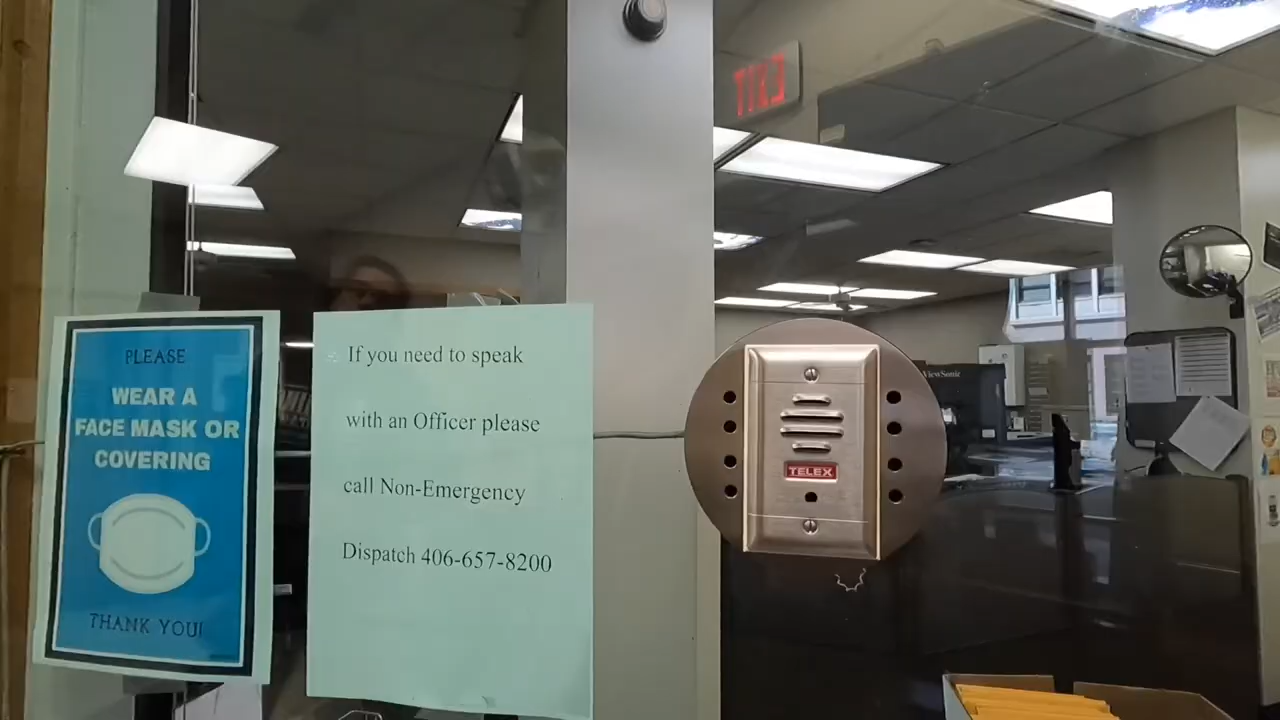 PLEASE
WEAR A
FACE MASK OR
COVERING
THANK YOU!
If you need to speak
with an Officer please
call Non-Emergency
Dispatch 406-657-8200
EXIT
TELEX
ViewSonic